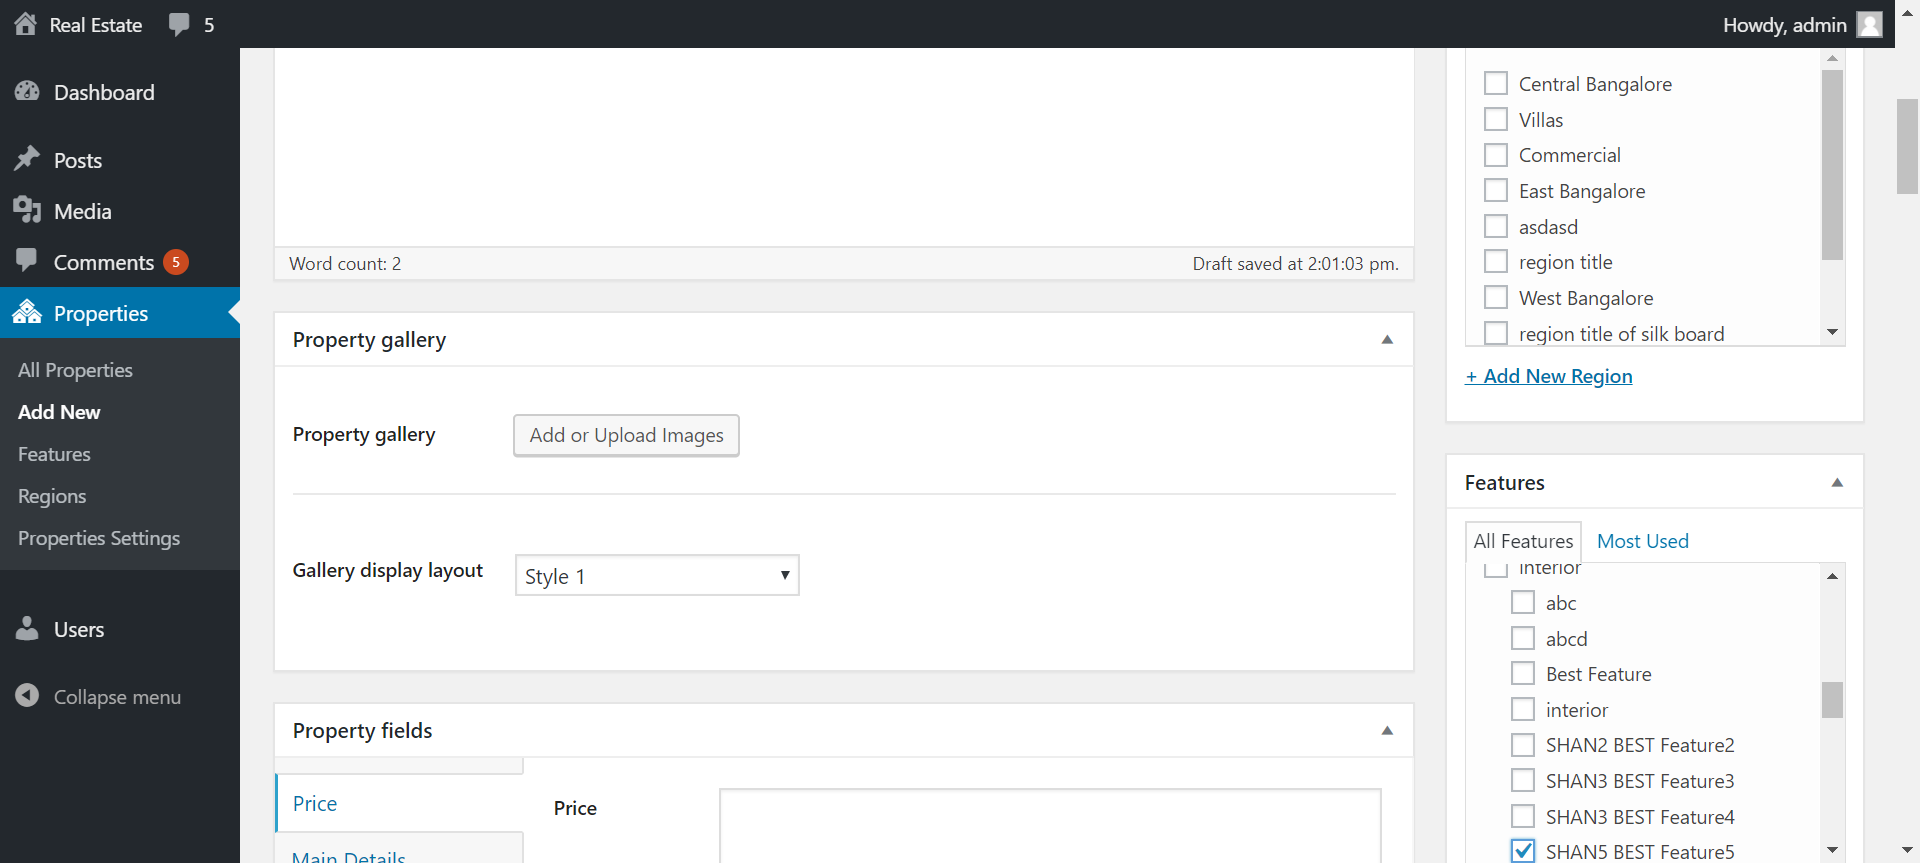 Real Estate
5
Howdy, admin
Dashboard
Posts
Media
Comments 5
Properties
All Properties
Add New
Features
Regions
Properties Settings
Users
Collapse menu
Word count: 2
Draft saved at 2:01:03 pm.
Property gallery
Property gallery
Add or Upload Images
Gallery display layout
Style 1
Property fields
Price
Main Details
Price
Central Bangalore
Villas
Commercial
East Bangalore
asdasd
region title
West Bangalore
region title of silk board
+ Add New Region
Features
All Features
Most Used
interior
abc
abcd
Best Feature
interior
SHAN2 BEST Feature2
SHAN3 BEST Feature3
SHAN3 BEST Feature4
SHAN5 BEST Feature5